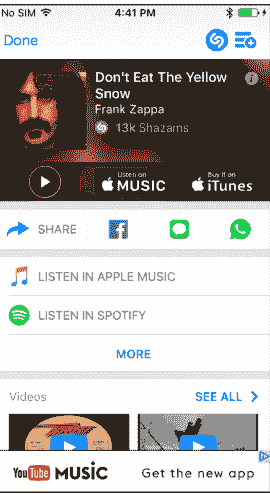 No SIM 4:41 PM
Done
Don't Eat The Yellow
Snow
Frank Zappa
13k Shazams
Listen on
MUSIC
Buy it on
iTunes
SHARE
LISTEN IN APPLE MUSIC
LISTEN IN SPOTIFY
MORE
Videos SEE ALL
YouTube MUSIC Get the new app